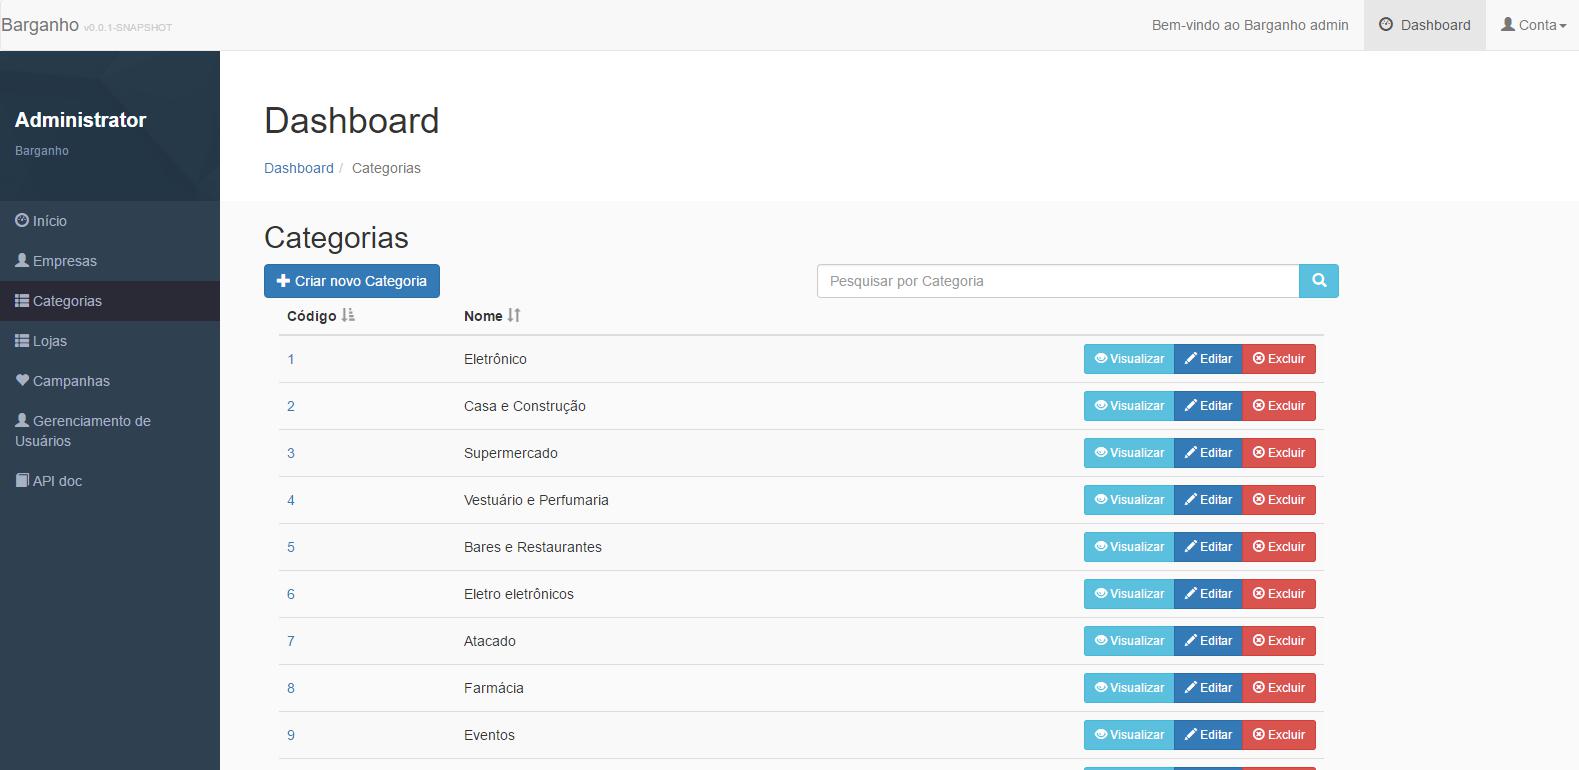 Barganho v0.0.1-SNAPSHOT
Bem-vindo ao Barganho admin
Dashboard
Conta
Administrator
Barganho
Início
Empresas
Categorias
Lojas
Campanhas
Gerenciamento de
Usuários
API doc
Dashboard
Dashboard / Categorias
Categorias
Criar novo Categoria
Pesquisar por Categoria
Código Nome
1 Eletrônico Visualizar Editar Excluir
2 Casa e Construção Visualizar Editar Excluir
3 Supermercado Visualizar Editar Excluir
4 Vestuário e Perfumaria Visualizar Editar Excluir
5 Bares e Restaurantes Visualizar Editar Excluir
6 Eletro eletrônicos Visualizar Editar Excluir
7 Atacado Visualizar Editar Excluir
8 Farmácia Visualizar Editar Excluir
9 Eventos Visualizar Editar Excluir